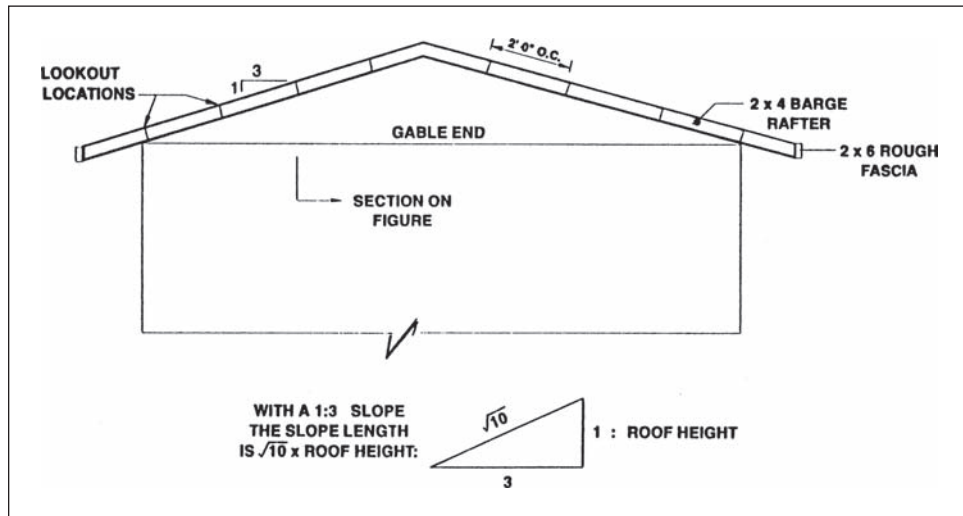 2' 0" O.C.
3
1
LOOKOUT
LOCATIONS
2 x 4 BARGE
RAFTER
GABLE END
2 x 6 ROUGH
FASCIA
SECTION ON
FIGURE
WITH A 1:3 SLOPE
THE SLOPE LENGTH
IS √10 x ROOF HEIGHT:
√10
1 : ROOF HEIGHT
3